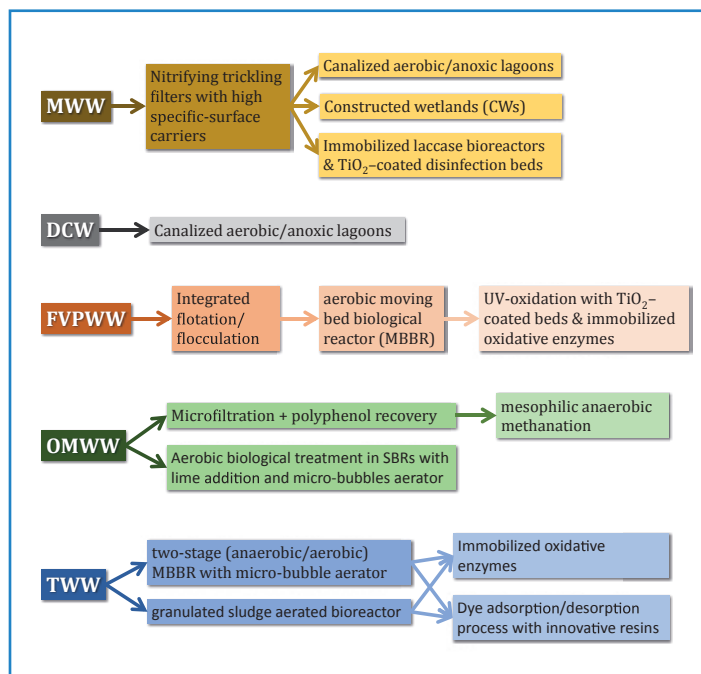 MWW
Nitrifying trickling
filters with high
specific-surface
carriers
Canalized aerobic/anoxic lagoons
Constructed wetlands (CWs)
Immobilized laccase bioreactors
& TiO₂–coated disinfection beds
DCW
Canalized aerobic/anoxic lagoons
FVPWW
Integrated
flotation/
flocculation
aerobic moving
bed biological
reactor (MBBR)
UV-oxidation with TiO₂–
coated beds & immobilized
oxidative enzymes
OMWW
Microfiltration + polyphenol recovery
mesophilic anaerobic
methanation
Aerobic biological treatment in SBRs with
lime addition and micro-bubbles aerator
TWW
two-stage (anaerobic/aerobic)
MBBR with micro-bubble aerator
granulated sludge aerated bioreactor
Immobilized oxidative
enzymes
Dye adsorption/desorption
process with innovative resins